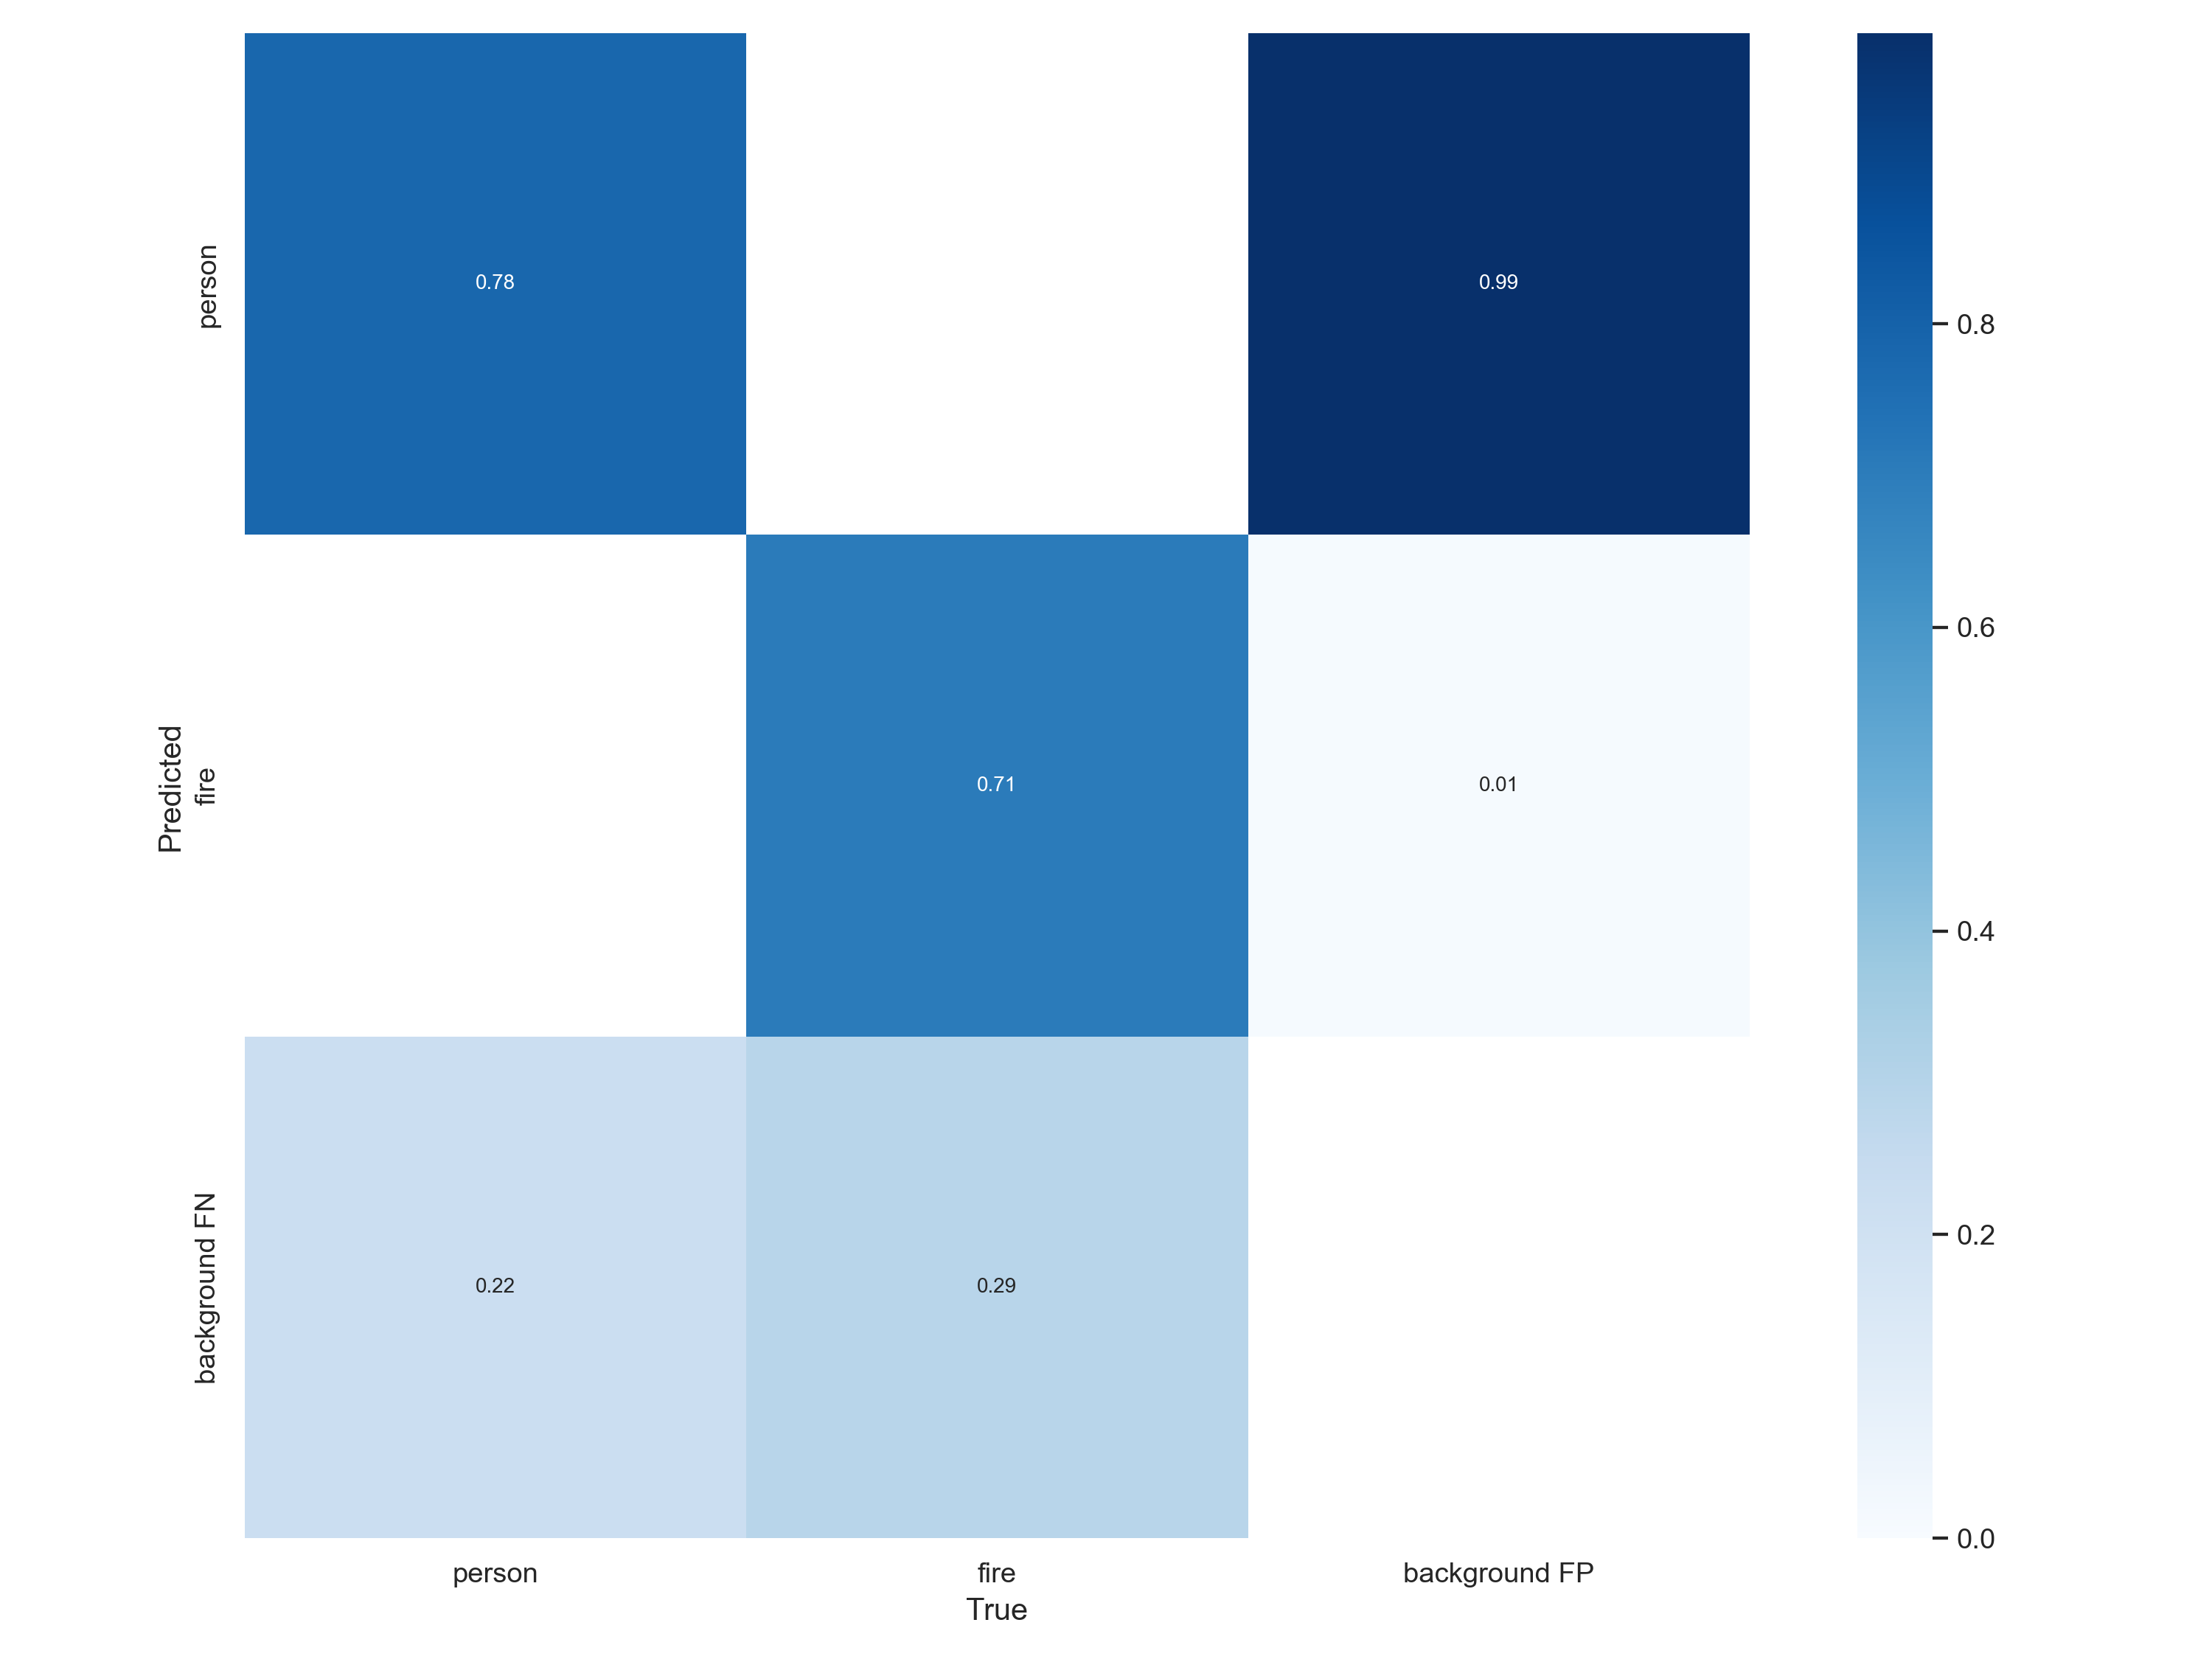 person
0.78
0.99
0.8
Predicted
fire
0.71
0.01
0.6
0.4
background FN
0.22
0.29
0.2
0.0
person
fire
background FP
True